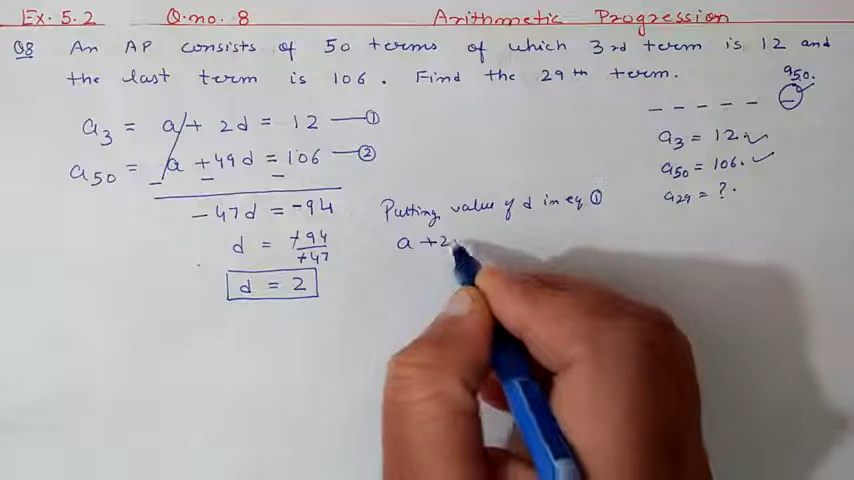 Ex. 5.2 Q.no. 8 Arithmetic Progression
Q8 An AP consists of 50 terms of which 3rd term is 12 and
the last term is 106. Find the 29th term.
a50.
_ _ _ _ _ _
a3 = a + 2d = 12 —①
a50 = a + 49d = 106 —②
- - -
a3 = 12.
a50 = 106.
a29 = ?.
-47d = -94
d = +94/+47
d = 2
Putting value of d in eq ①
a + 2